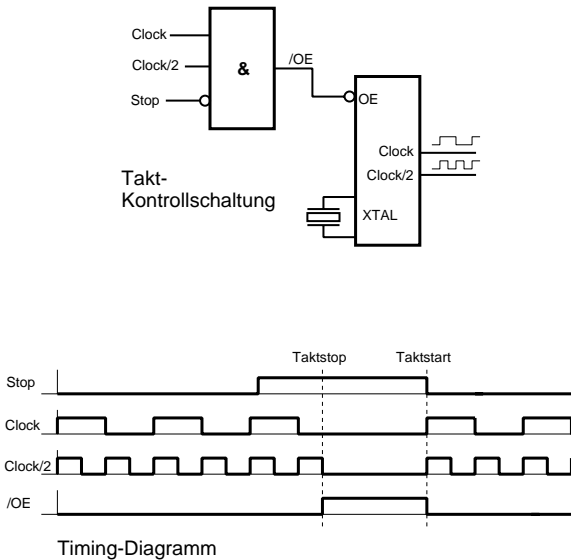 Clock
Clock/2
Stop
&
/OE
OE
Clock
Clock/2
XTAL
Takt-
Kontrollschaltung
Taktstop
Taktstart
Stop
Clock
Clock/2
/OE
Timing-Diagramm